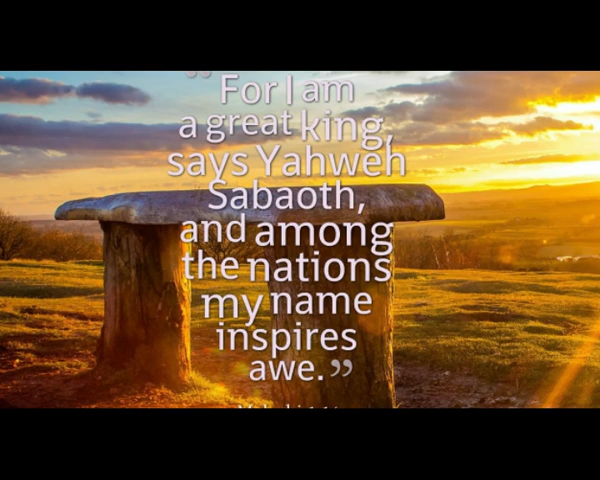 “
For I am
a great king,
says Yahweh
Sabaoth,
and among
the nations
my name
inspires
awe.”